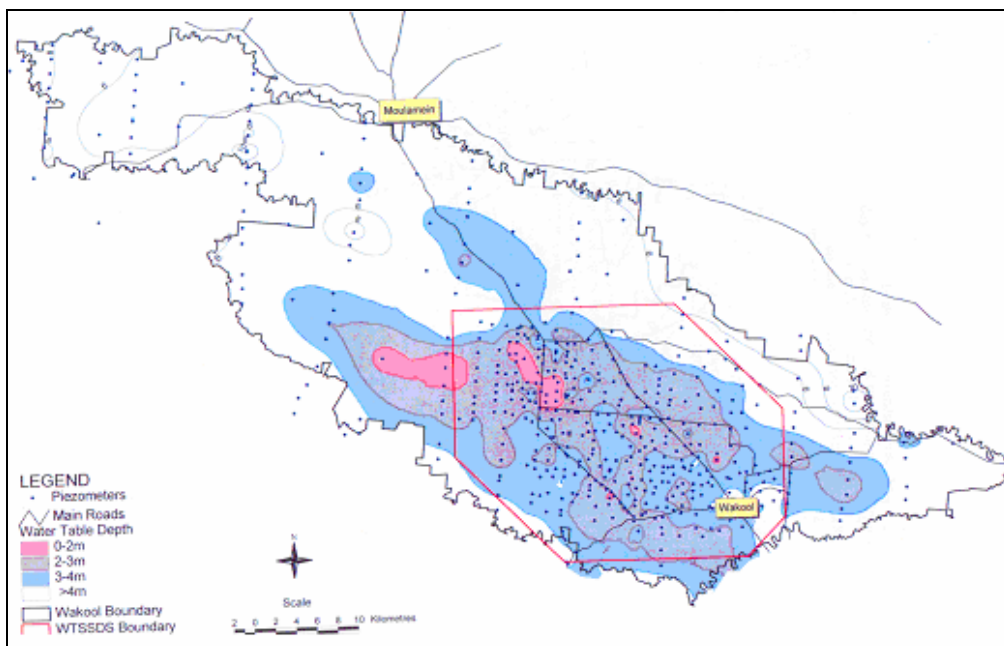 Moulamein
Wakool
LEGEND
Piezometers
Main Roads
Water Table Depth
0-2m
2-3m
3-4m
>4m
Wakool Boundary
WTSSDS Boundary
N
Scale
2 0 2 4 6 8 10 Kilometres